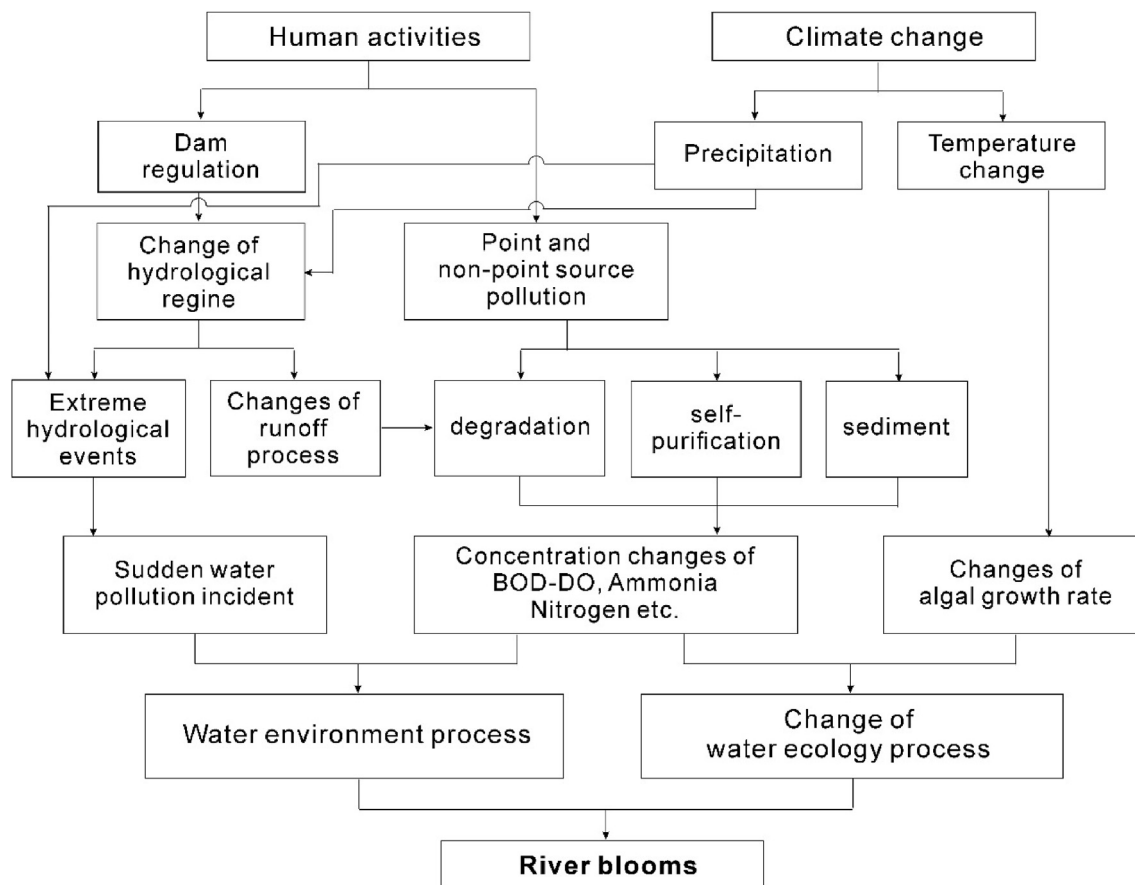 Human activities
Climate change
Dam
regulation
Precipitation
Temperature
change
Change of
hydrological
regine
Point and
non-point source
pollution
Extreme
hydrological
events
Changes of
runoff
process
degradation
self-
purification
sediment
Sudden water
pollution incident
Concentration changes of
BOD-DO, Ammonia
Nitrogen etc.
Changes of
algal growth rate
Water environment process
Change of
water ecology process
River blooms